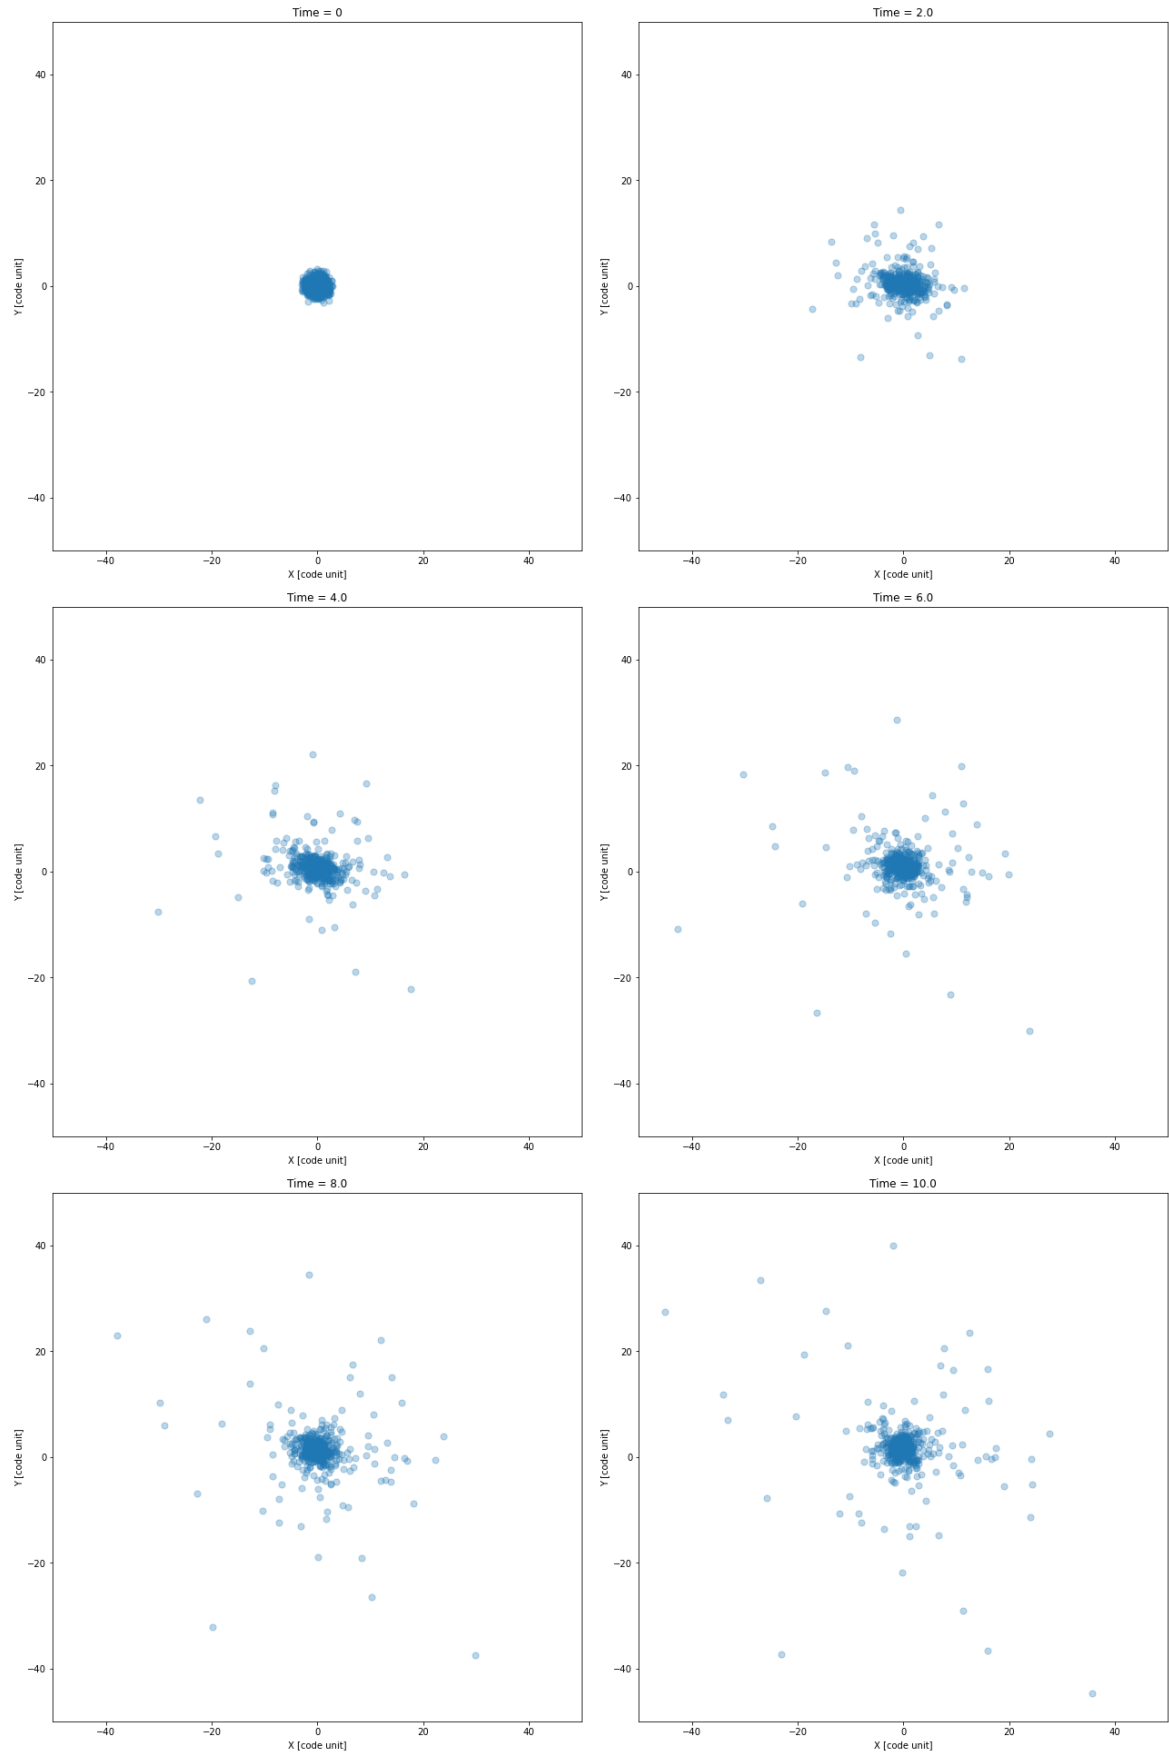 Time = 0
Y [code unit]
40
20
0
−20
−40
−40 −20 0 20 40
X [code unit]
Time = 2.0
Y [code unit]
40
20
0
−20
−40
−40 −20 0 20 40
X [code unit]
Time = 4.0
Y [code unit]
40
20
0
−20
−40
−40 −20 0 20 40
X [code unit]
Time = 6.0
Y [code unit]
40
20
0
−20
−40
−40 −20 0 20 40
X [code unit]
Time = 8.0
Y [code unit]
40
20
0
−20
−40
−40 −20 0 20 40
X [code unit]
Time = 10.0
Y [code unit]
40
20
0
−20
−40
−40 −20 0 20 40
X [code unit]